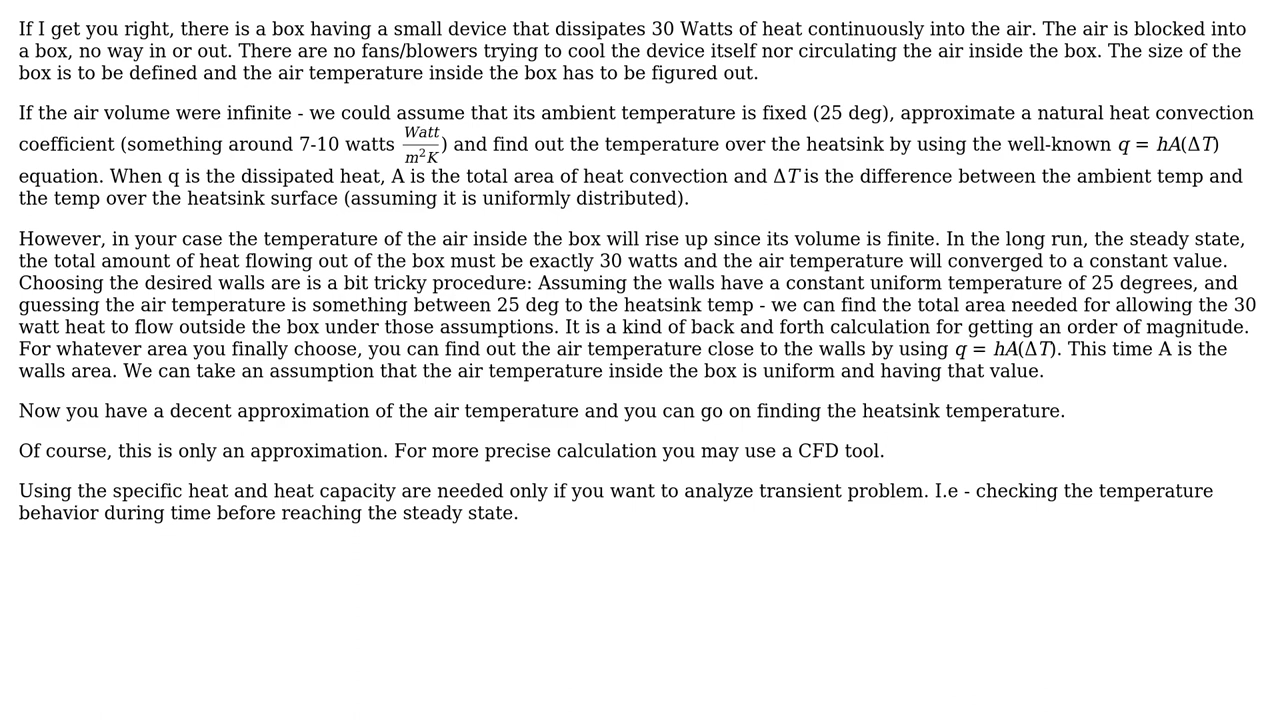 If I get you right, there is a box having a small device that dissipates 30 Watts of heat continuously into the air. The air is blocked into
a box, no way in or out. There are no fans/blowers trying to cool the device itself nor circulating the air inside the box. The size of the
box is to be defined and the air temperature inside the box has to be figured out.
If the air volume were infinite - we could assume that its ambient temperature is fixed (25 deg), approximate a natural heat convection
coefficient (something around 7-10 watts $\frac{Watt}{m^2K}$) and find out the temperature over the heatsink by using the well-known $q = hA(\Delta T)$
equation. When q is the dissipated heat, A is the total area of heat convection and $\Delta T$ is the difference between the ambient temp and
the temp over the heatsink surface (assuming it is uniformly distributed).
However, in your case the temperature of the air inside the box will rise up since its volume is finite. In the long run, the steady state,
the total amount of heat flowing out of the box must be exactly 30 watts and the air temperature will converged to a constant value.
Choosing the desired walls are is a bit tricky procedure: Assuming the walls have a constant uniform temperature of 25 degrees, and
guessing the air temperature is something between 25 deg to the heatsink temp - we can find the total area needed for allowing the 30
watt heat to flow outside the box under those assumptions. It is a kind of back and forth calculation for getting an order of magnitude.
For whatever area you finally choose, you can find out the air temperature close to the walls by using $q = hA(\Delta T)$. This time A is the
walls area. We can take an assumption that the air temperature inside the box is uniform and having that value.
Now you have a decent approximation of the air temperature and you can go on finding the heatsink temperature.
Of course, this is only an approximation. For more precise calculation you may use a CFD tool.
Using the specific heat and heat capacity are needed only if you want to analyze transient problem. I.e - checking the temperature
behavior during time before reaching the steady state.